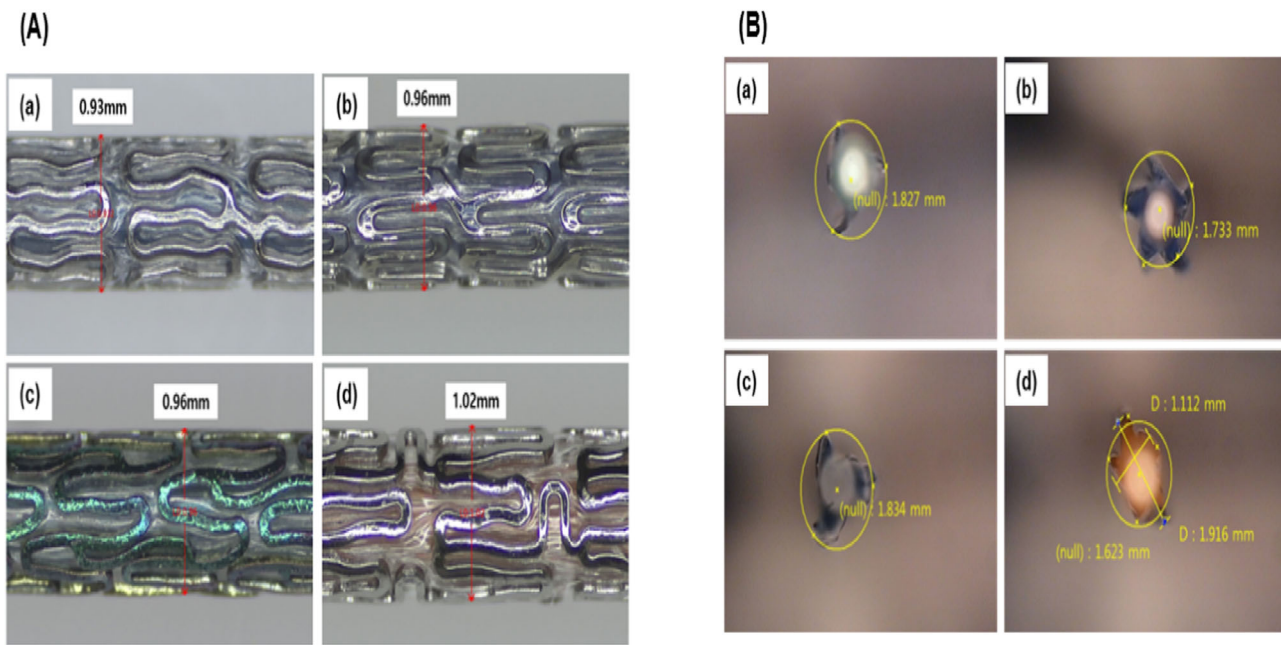 (A)
(B)
(a)
0.93mm
(b)
0.96mm
(c)
0.96mm
(d)
1.02mm
(a)
(null) : 1.827 mm
(b)
(null) : 1.733 mm
(c)
(null) : 1.834 mm
(d)
D : 1.112 mm
(null) : 1.623 mm
D : 1.916 mm